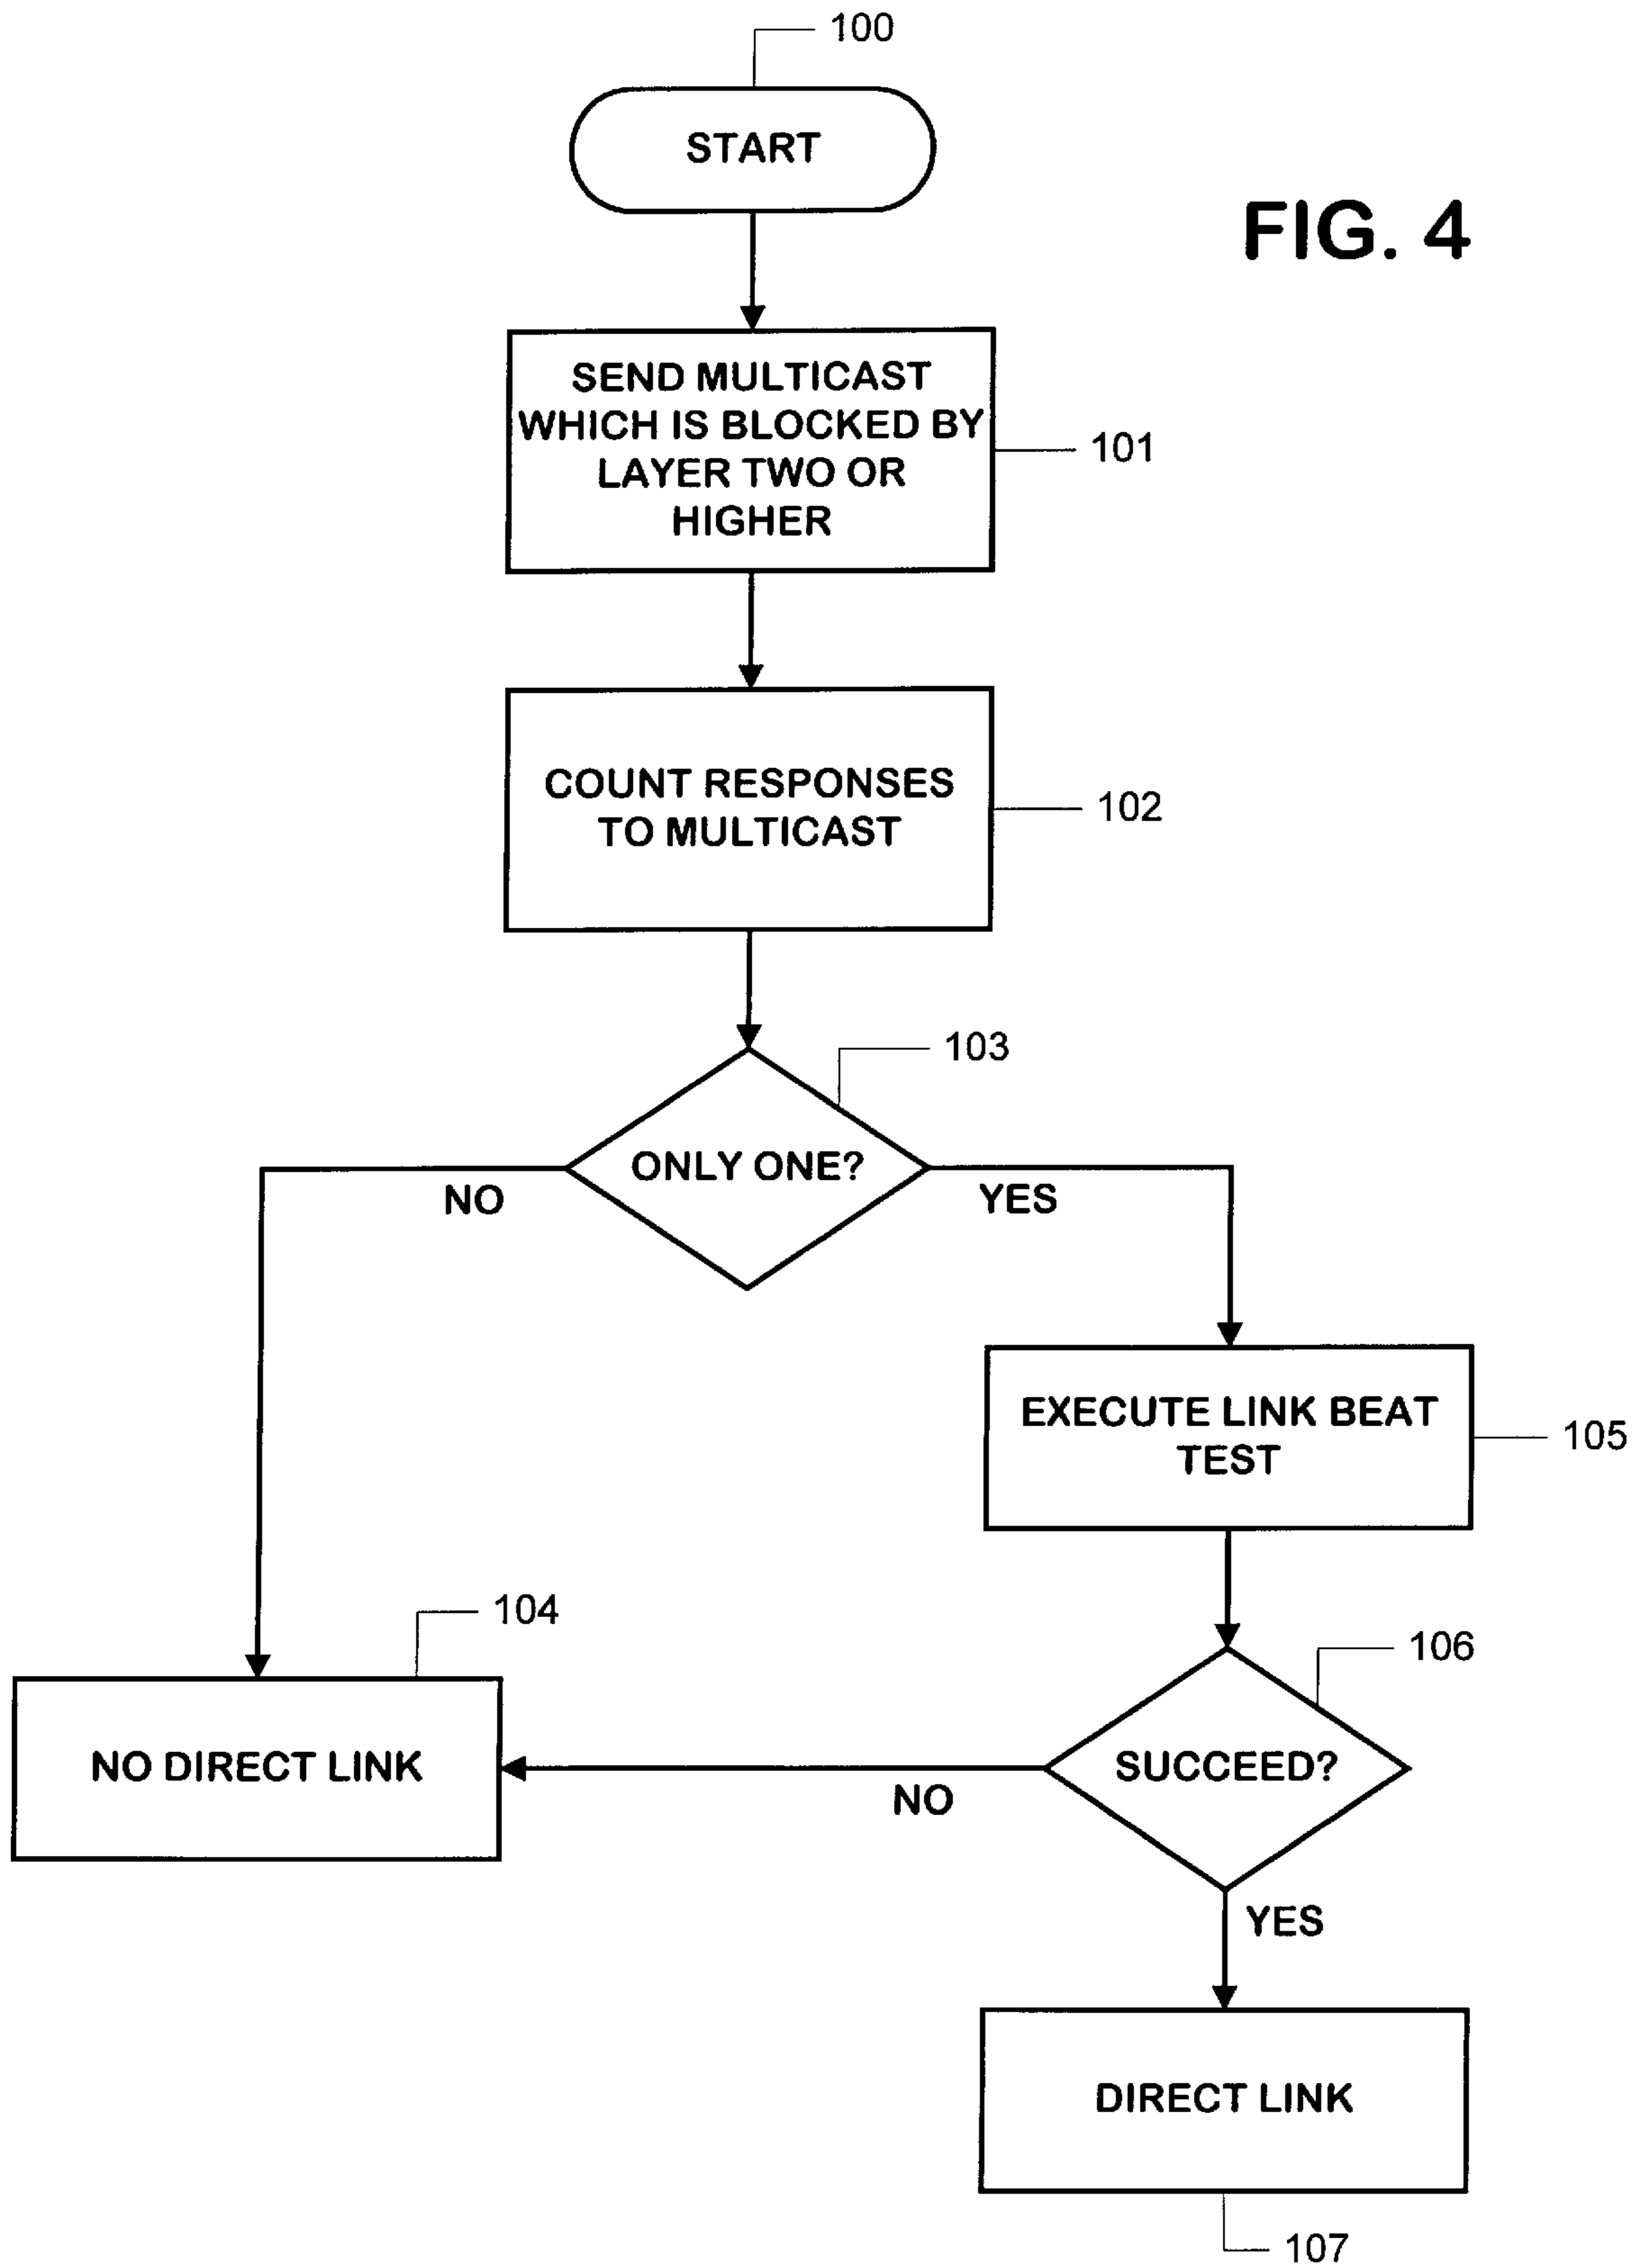 100
START
FIG. 4
SEND MULTICAST
WHICH IS BLOCKED BY
LAYER TWO OR
HIGHER
101
COUNT RESPONSES
TO MULTICAST
102
103
ONLY ONE?
NO
YES
EXECUTE LINK BEAT
TEST
105
104
106
NO DIRECT LINK
SUCCEED?
NO
YES
DIRECT LINK
107